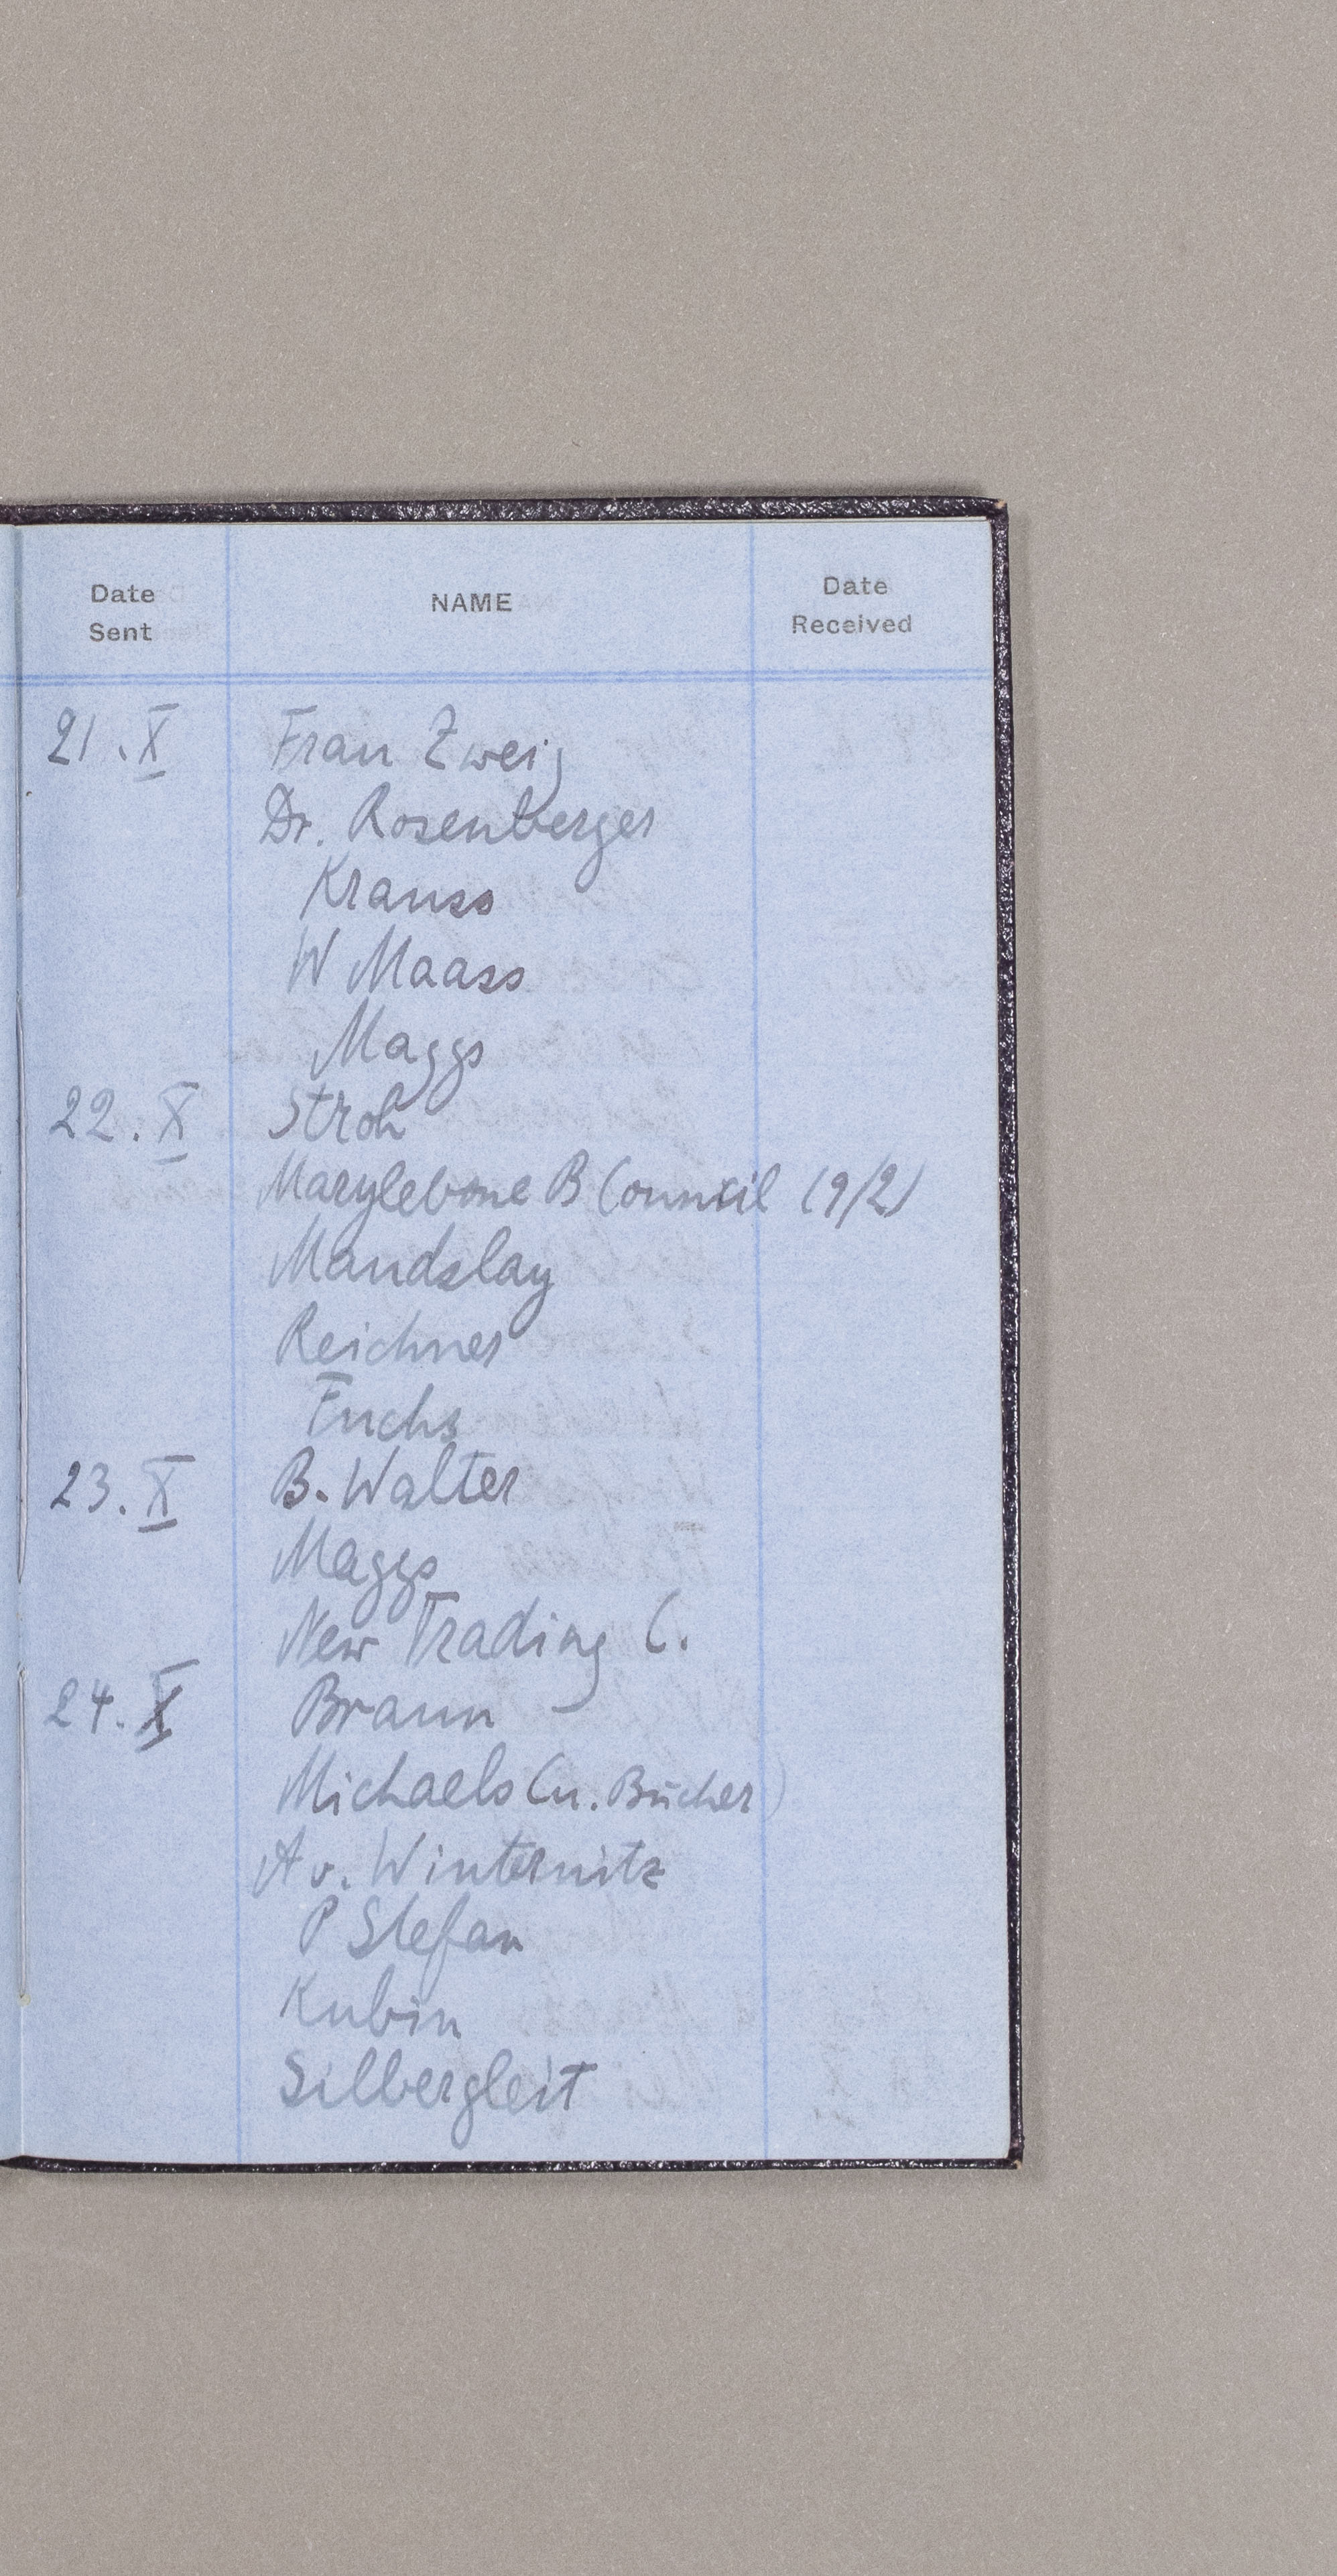 Date Sent NAME Date Received
21.X Frau Zweig
Dr. Rosenberger
Krauss
W Maass
Maggs
22.X Stroh
Marylebone B Council (9/2)
Maudslay
Reichner
Fuchs
23.X B. Walter
Maggs
New Trading C.
24.X Braun
Michaels (u. Bücher)
A v. Winternitz
P Stefan
Kubin
Silbergleit